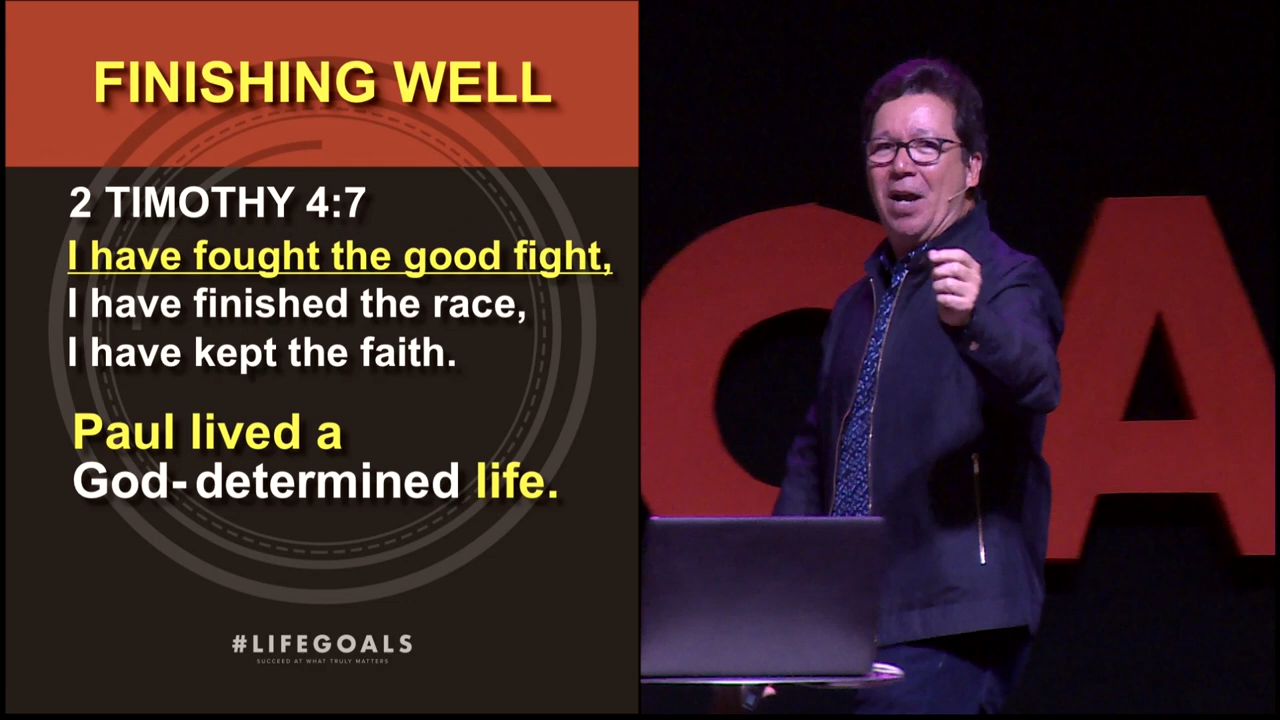 FINISHING WELL
2 TIMOTHY 4:7
I have fought the good fight,
I have finished the race,
I have kept the faith.
Paul lived a
God-determined life.
#LIFEGOALS
SUCCEED AT WHAT TRULY MATTERS
OA